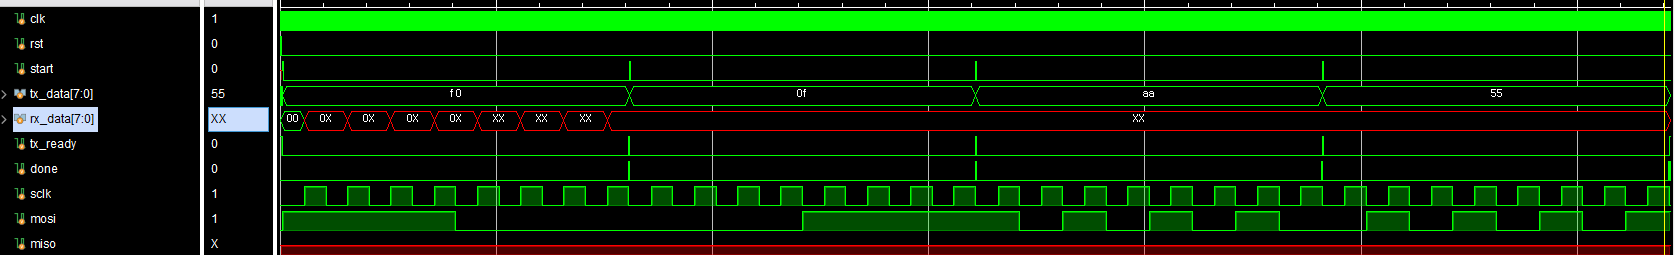 clk 1
rst 0
start 0
tx_data[7:0] 55 f0 0f aa 55
rx_data[7:0] XX 00 0X 0X 0X 0X XX XX XX XX
tx_ready 0
done 0
sclk 1
mosi 1
miso X